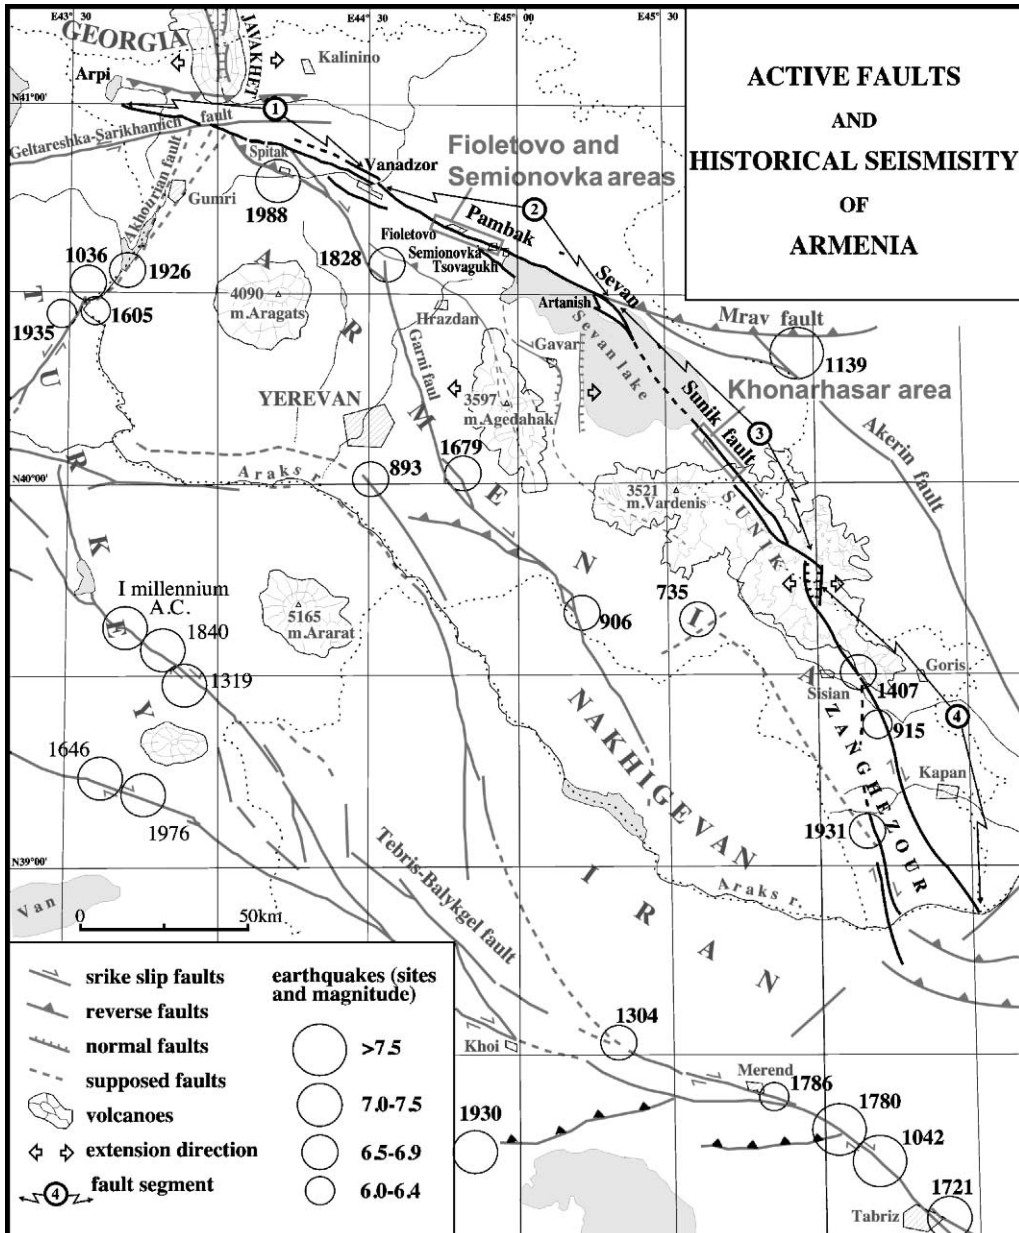 E43 30
E44 30
E45 00
E45 30
GEORGIA
JAVAKHET
Kalinino
Arpi
N41°00'
1
Geltareshka-Sarikhamich fault
Akhourian fault
Spitak
Vanadzor
Gumri
1988
Fioletovo and
Semionovka areas
2
Pambak
Sevan
Fioletovo
Semionovka
Tsovagukh
1828
1036
1926
1935
1605
4090
m.Aragats
Hrazdan
Artanish
Sevan lake
Mrav fault
1139
Garni faul
Gavar
YEREVAN
3597
m.Agedahak
Sunik fault
Khonarhasar area
3
Akerin fault
1679
893
N40°00'
Araks r.
3521
m.Vardenis
SUNIK
TURKEY
ARMENIA
I millennium
A.C.
1840
1319
5165
m.Ararat
906
735
Sisian
Goris
1407
915
4
ZANGHEZOUR
Kapan
1931
NAKHIGEVAN
1646
1976
N39°00'
Van
0 50km
Tebris-Balykgel fault
IRAN
Araks r.
Khoi
1304
Merend
1786
1780
1930
1042
1721
Tabriz
ACTIVE FAULTS
AND
HISTORICAL SEISMISITY
OF
ARMENIA
srike slip faults
reverse faults
normal faults
supposed faults
volcanoes
extension direction
4 fault segment
earthquakes (sites
and magnitude)
>7.5
7.0-7.5
6.5-6.9
6.0-6.4